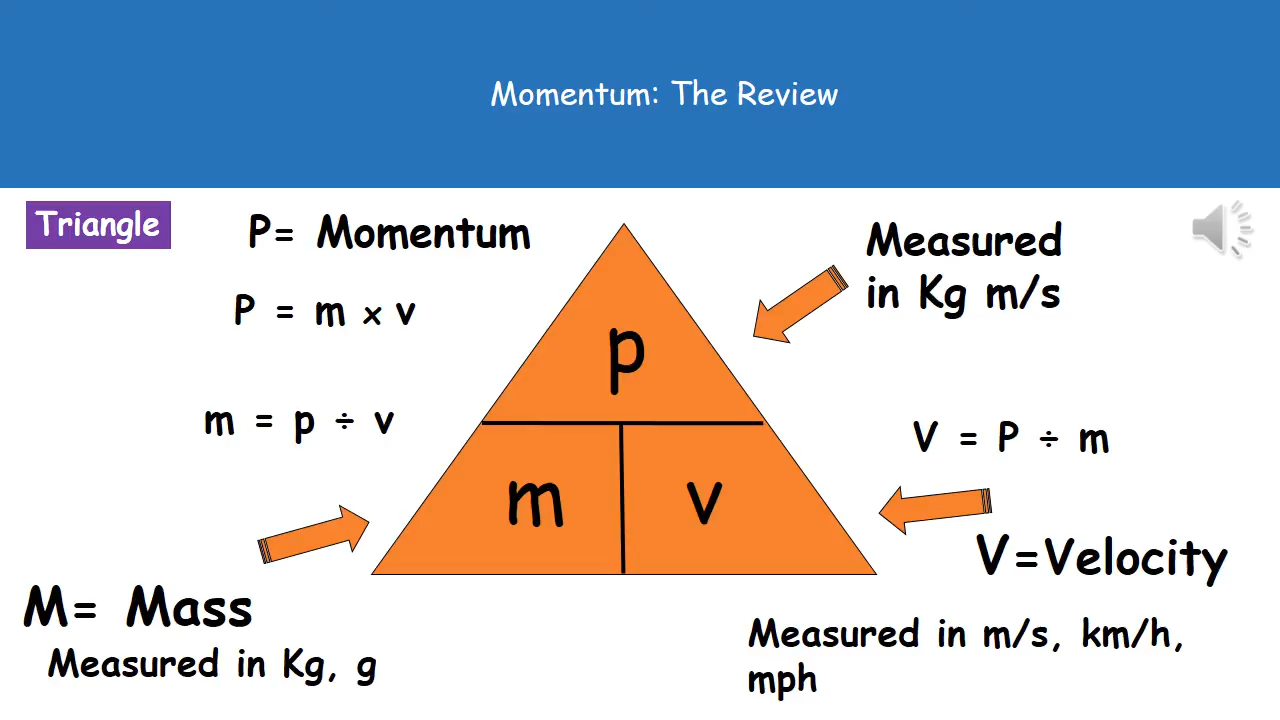 Momentum: The Review
Triangle
P= Momentum
P = m x v
m = p ÷ v
Measured
in Kg m/s
p
m
v
V = P ÷ m
V=Velocity
Measured in m/s, km/h,
mph
M= Mass
Measured in Kg, g